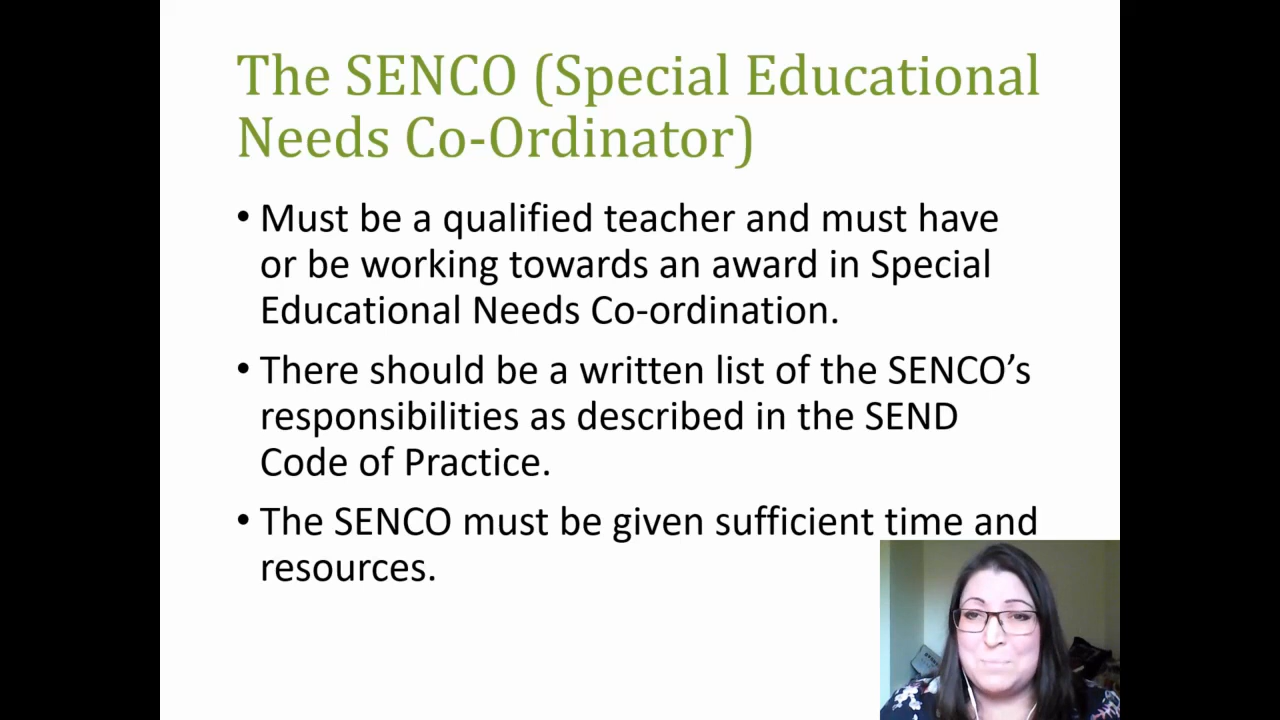 The SENCO (Special Educational
Needs Co-Ordinator)
• Must be a qualified teacher and must have
or be working towards an award in Special
Educational Needs Co-ordination.
• There should be a written list of the SENCO’s
responsibilities as described in the SEND
Code of Practice.
• The SENCO must be given sufficient time and
resources.